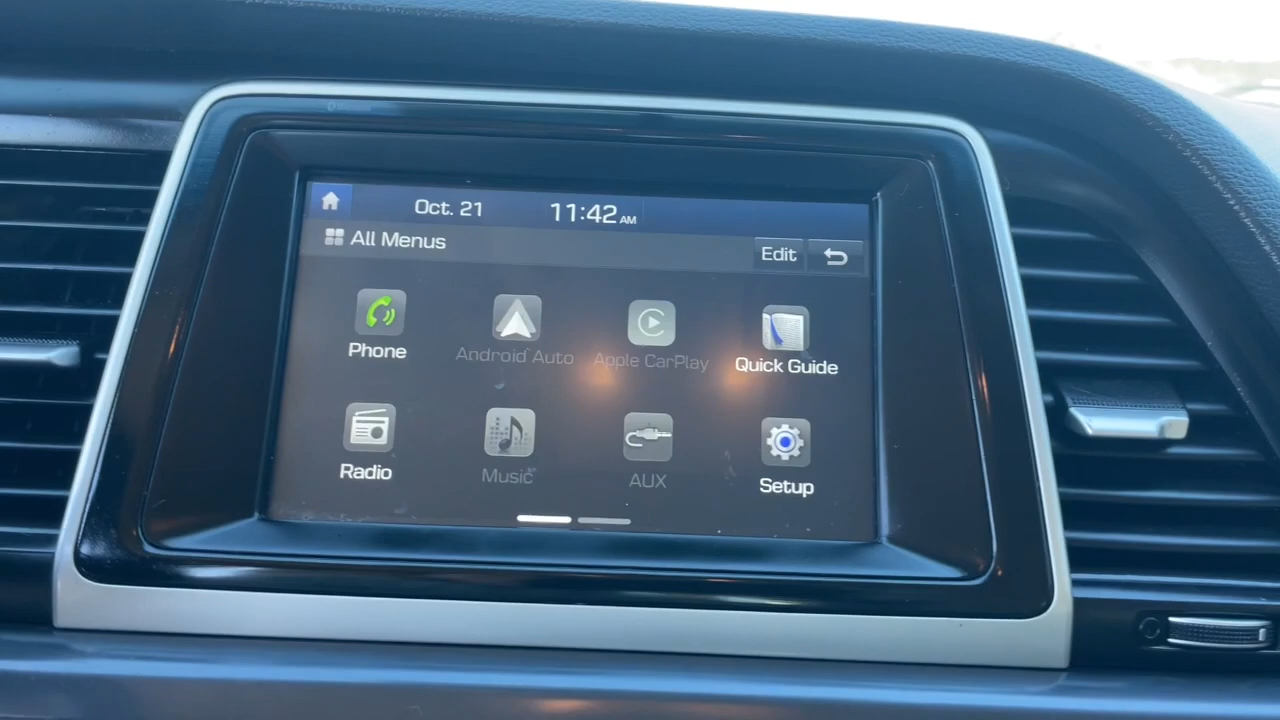 Oct. 21 11:42 AM
All Menus
Edit
Phone Android Auto Apple CarPlay Quick Guide
Radio Music AUX Setup